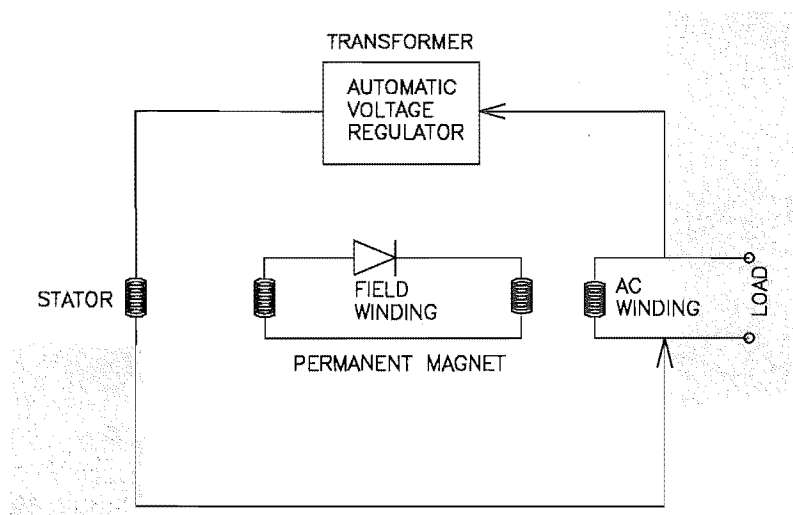 TRANSFORMER
AUTOMATIC
VOLTAGE
REGULATOR
STATOR
FIELD
WINDING
AC
WINDING
LOAD
PERMANENT MAGNET